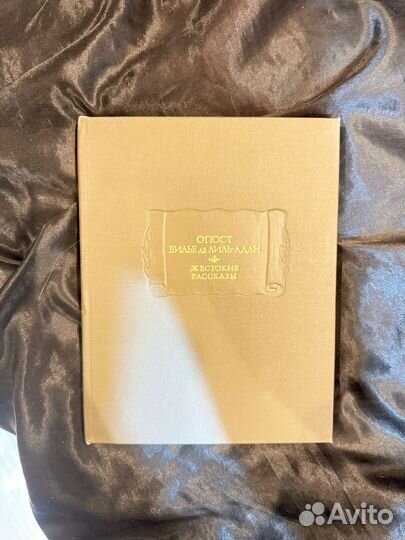 ОГЮСТ
ВИЛЬЕ ДЕ ЛИЛЬ-АДАН
ЖЕСТОКИЕ
РАССКАЗЫ
Avito